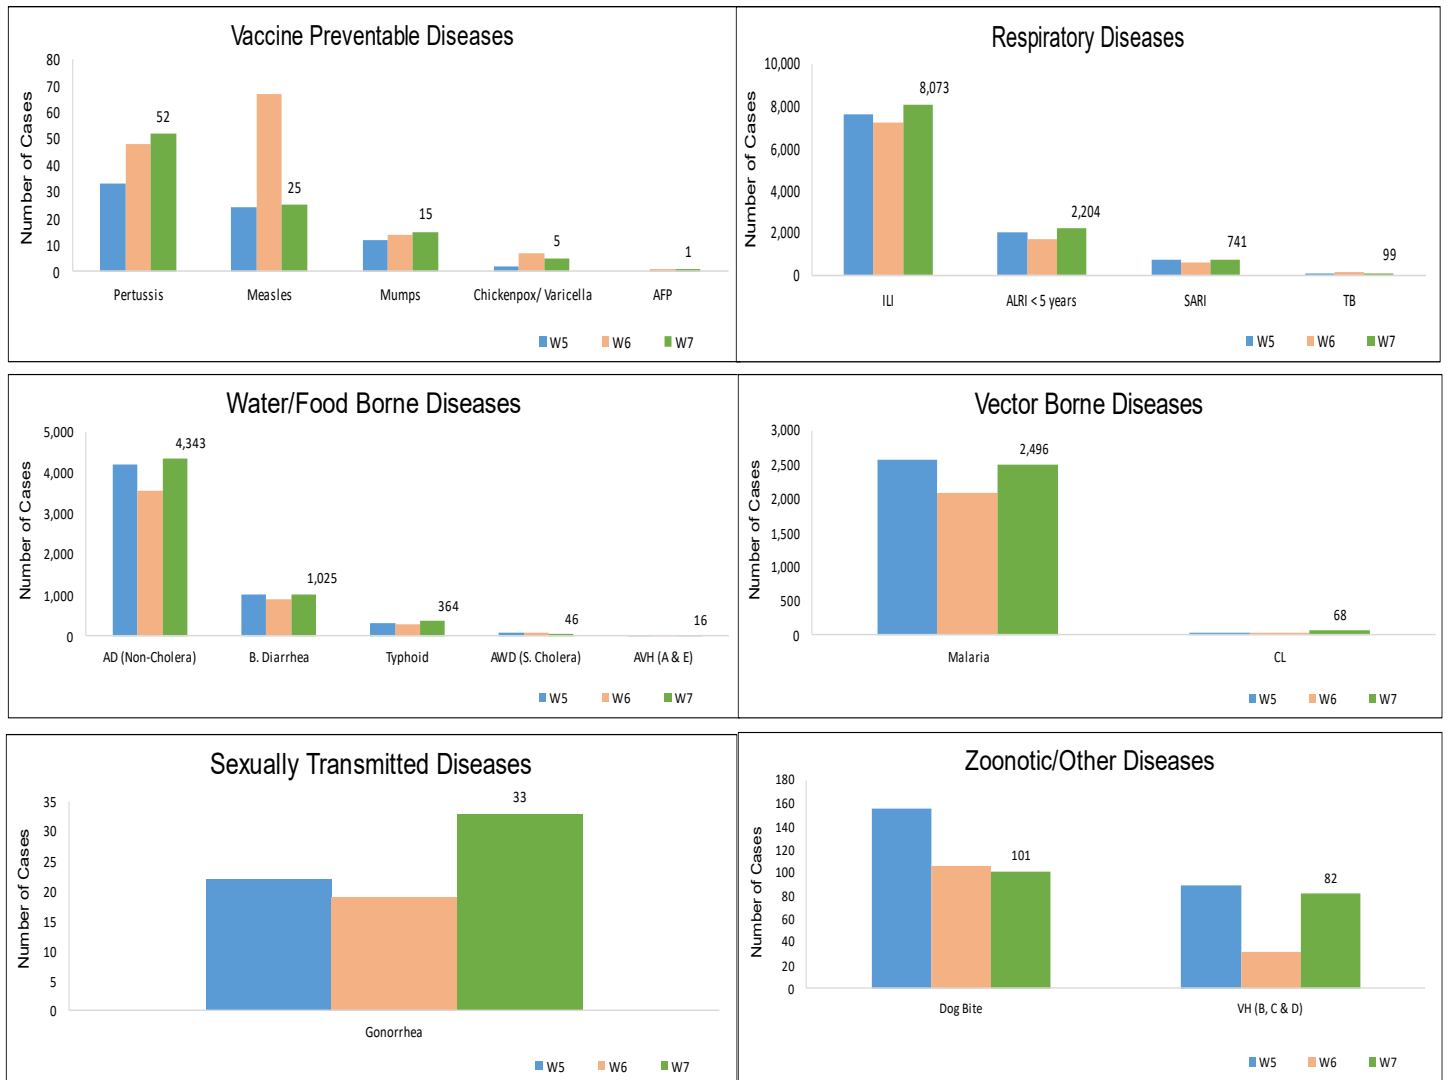 Vaccine Preventable Diseases
Number of Cases
80
70
60
50
40
30
20
10
0
52
25
15
5
1
Pertussis Measles Mumps Chickenpox/ Varicella AFP
W5 W6 W7
Respiratory Diseases
Number of Cases
10,000
8,000
6,000
4,000
2,000
0
8,073
2,204
741
99
ILI ALRI < 5 years SARI TB
W5 W6 W7
Water/Food Borne Diseases
Number of Cases
5,000
4,000
3,000
2,000
1,000
0
4,343
1,025
364
46
16
AD (Non-Cholera) B. Diarrhea Typhoid AWD (S. Cholera) AVH (A & E)
W5 W6 W7
Vector Borne Diseases
Number of Cases
3,000
2,500
2,000
1,500
1,000
500
0
2,496
68
Malaria CL
W5 W6 W7
Sexually Transmitted Diseases
Number of Cases
35
30
25
20
15
10
5
0
33
Gonorrhea
W5 W6 W7
Zoonotic/Other Diseases
Number of Cases
180
160
140
120
100
80
60
40
20
0
101
82
Dog Bite VH (B, C & D)
W5 W6 W7